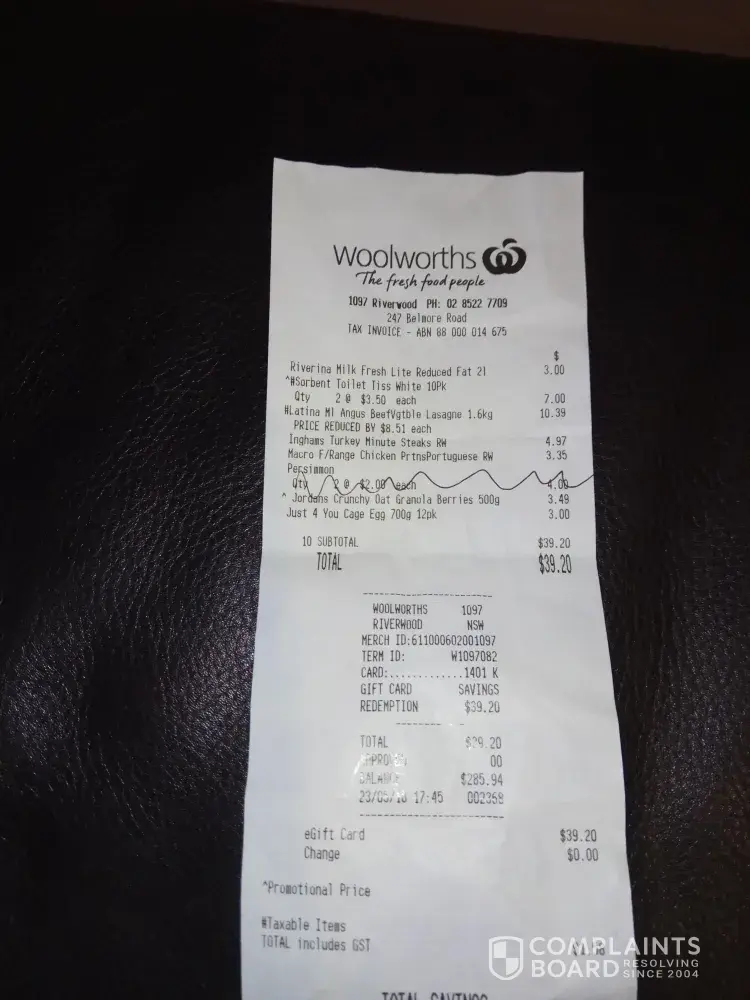 Woolworths
The fresh food people
1097 Riverwood PH: 02 8522 7709
247 Belmore Road
TAX INVOICE - ABN 88 000 014 675
$
Riverina Milk Fresh Lite Reduced Fat 2l 3.00
^#Sorbent Toilet Tiss White 10Pk
Qty 2 @ $3.50 each 7.00
#Latina Ml Angus BeefVgtble Lasagne 1.6kg 10.39
PRICE REDUCED BY $8.51 each
Inghams Turkey Minute Steaks RW 4.97
Macro F/Range Chicken PrtnsPortuguese RW 3.35
Persimmon
Qty 2 @ $2.00 each 4.00
^ Jordans Crunchy Oat Granola Berries 500g 3.49
Just 4 You Cage Egg 700g 12pk 3.00
10 SUBTOTAL $39.20
TOTAL $39.20
WOOLWORTHS 1097
RIVERWOOD NSW
MERCH ID:611000602001097
TERM ID: W1097082
CARD:.............1401 K
GIFT CARD SAVINGS
REDEMPTION $39.20
TOTAL $39.20
APPROVED 00
BALANCE $285.94
17:45 002358
eGift Card $39.20
Change $0.00
^Promotional Price
#Taxable Items
TOTAL includes GST
TOTAL SAVINGS
COMPLAINTS
BOARD RESOLVING
SINCE 2004